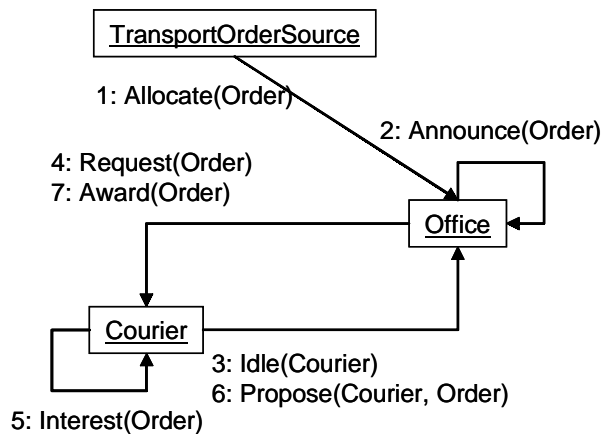 TransportOrderSource
1: Allocate(Order)
2: Announce(Order)
4: Request(Order)
7: Award(Order)
Office
Courier
3: Idle(Courier)
6: Propose(Courier, Order)
5: Interest(Order)